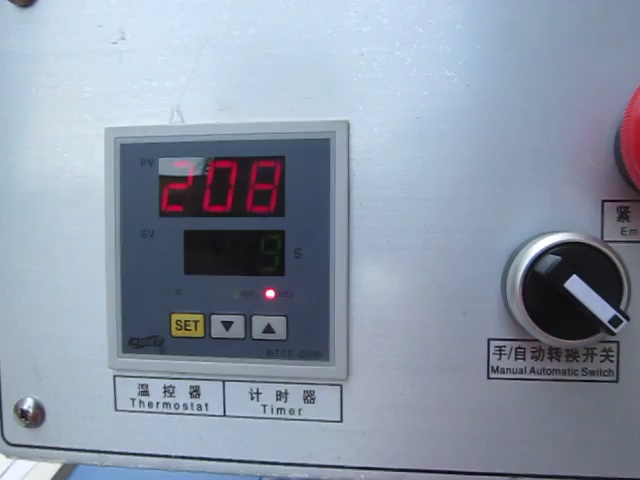 PV
208
SV
9 S
SET
温控器 计时器
Thermostat Timer
紧
Em
手/自动转换开关
Manual Automatic Switch